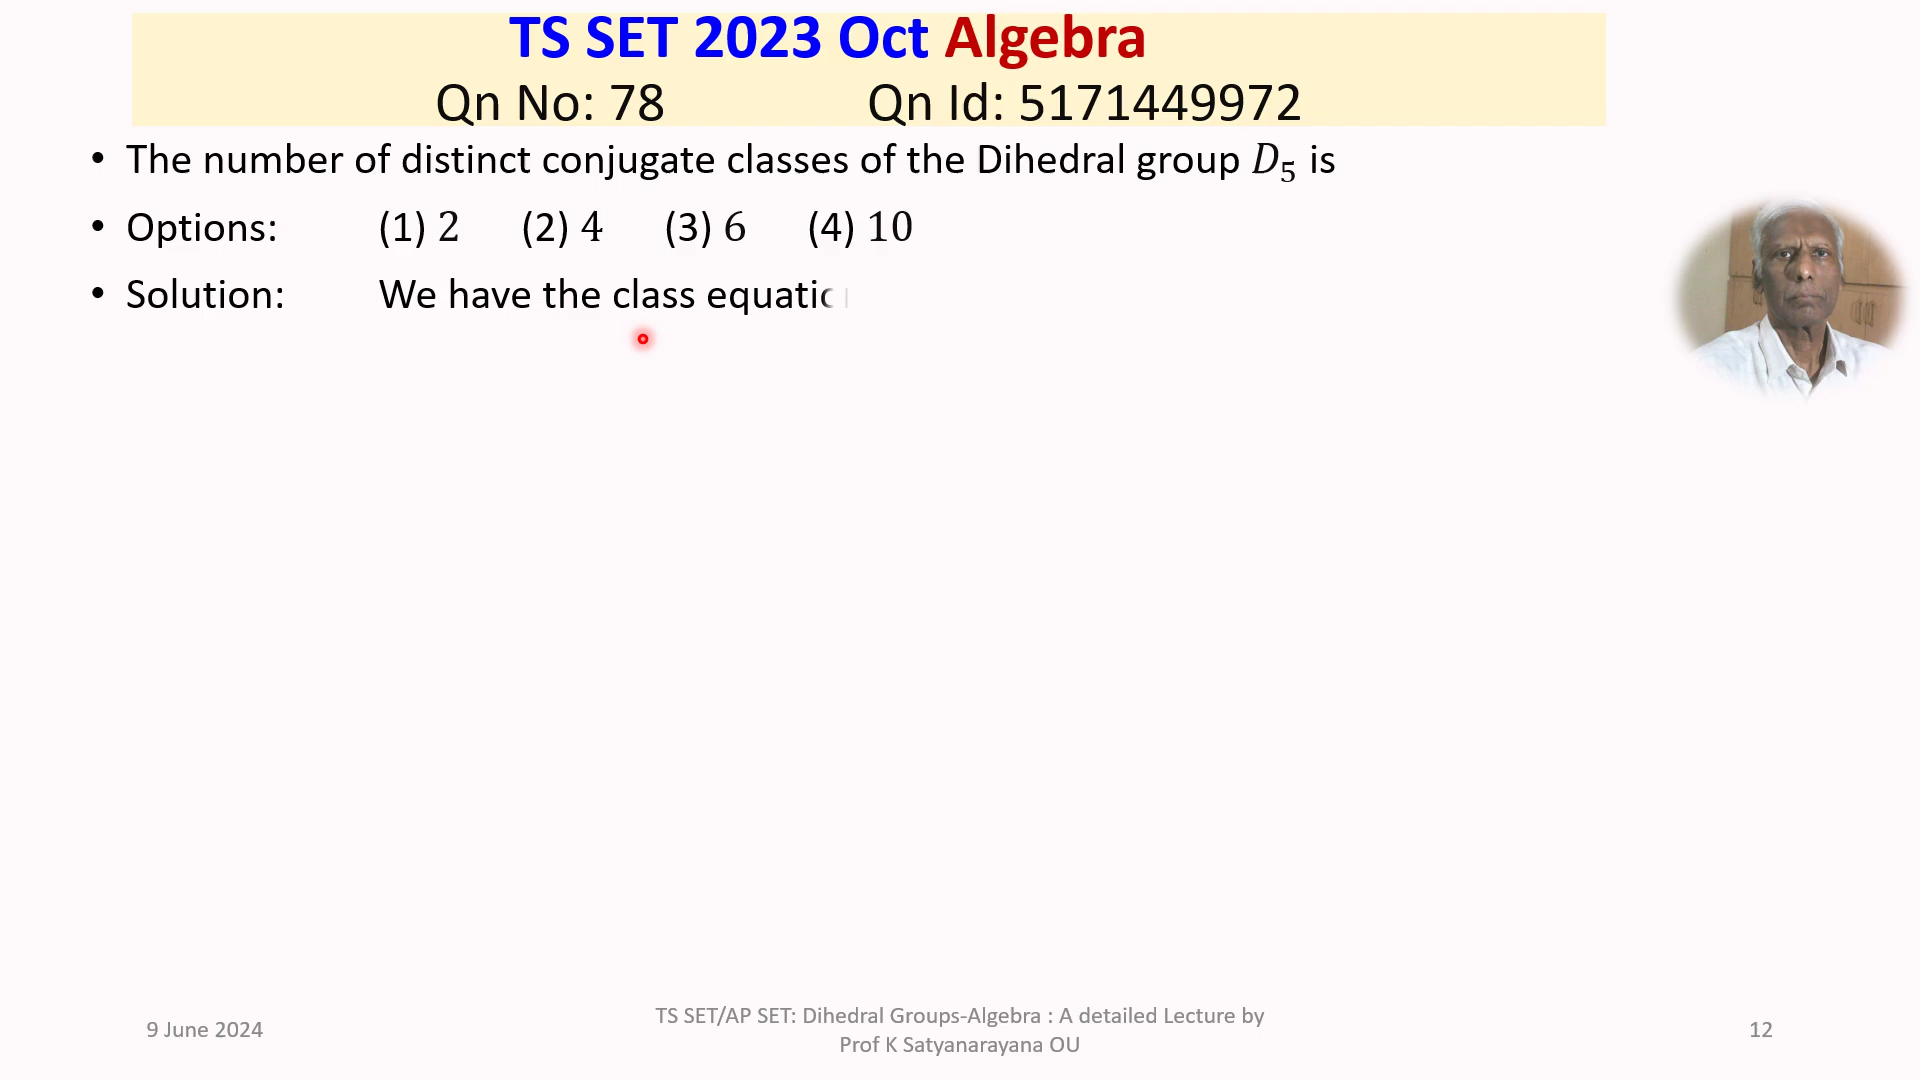 TS SET 2023 Oct Algebra
Qn No: 78 Qn Id: 5171449972
• The number of distinct conjugate classes of the Dihedral group D₅ is
• Options: (1) 2 (2) 4 (3) 6 (4) 10
• Solution: We have the class equatio
9 June 2024
TS SET/AP SET: Dihedral Groups-Algebra : A detailed Lecture by
Prof K Satyanarayana OU
12